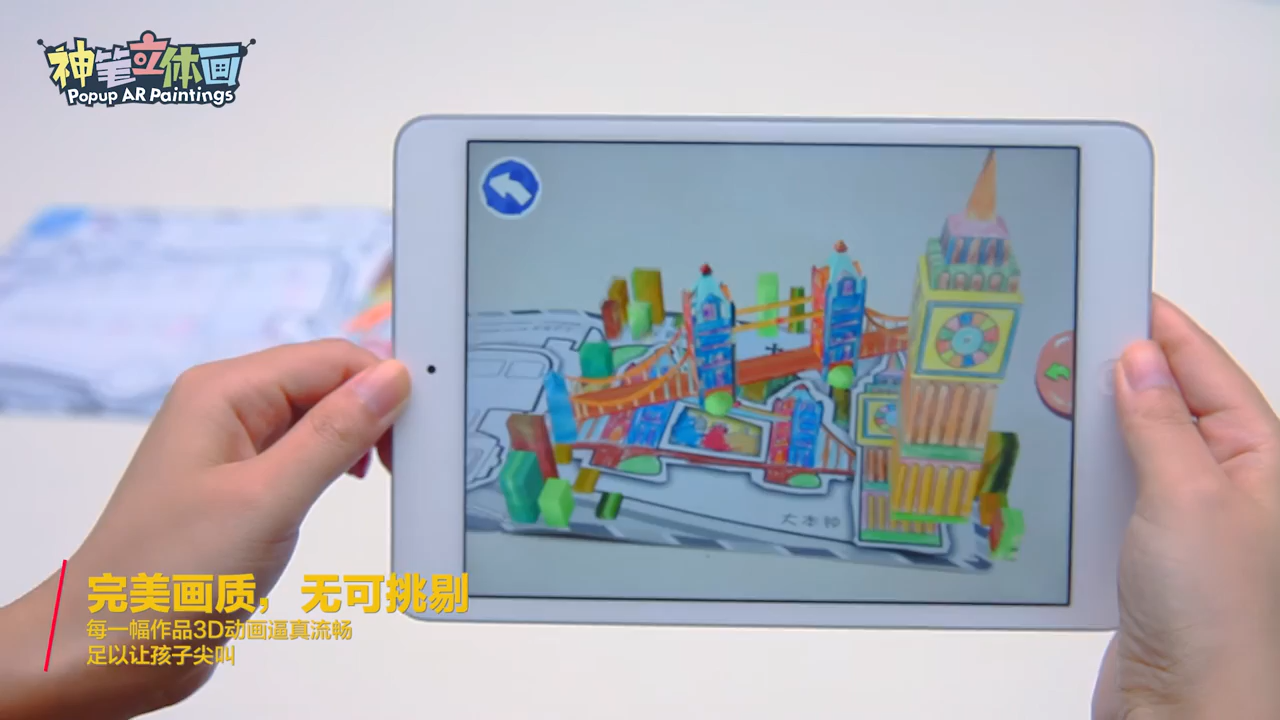 神笔立体画
Popup AR Paintings
大本钟
完美画质，无可挑剔
每一幅作品3D动画逼真流畅
足以让孩子尖叫